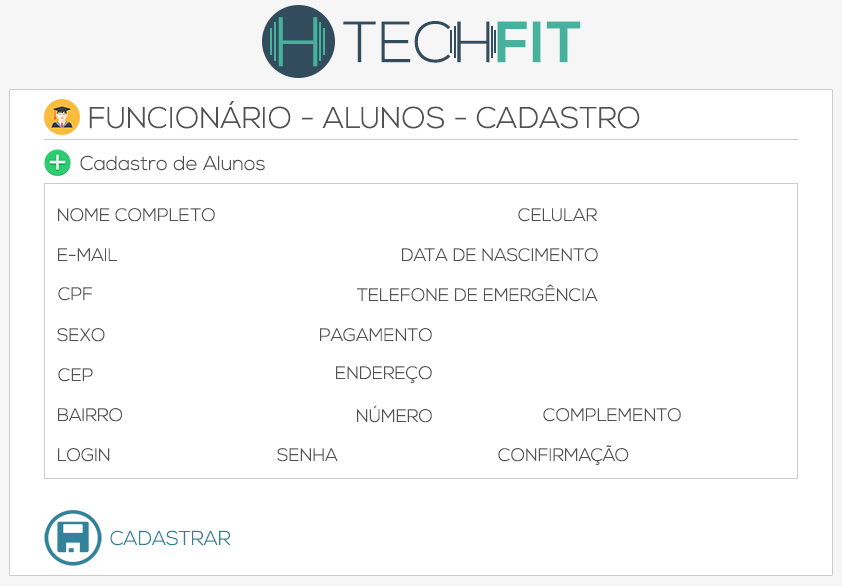 TECHFIT
FUNCIONÁRIO - ALUNOS - CADASTRO
Cadastro de Alunos
NOME COMPLETO CELULAR
E-MAIL DATA DE NASCIMENTO
CPF TELEFONE DE EMERGÊNCIA
SEXO PAGAMENTO
CEP ENDEREÇO
BAIRRO NÚMERO COMPLEMENTO
LOGIN SENHA CONFIRMAÇÃO
CADASTRAR